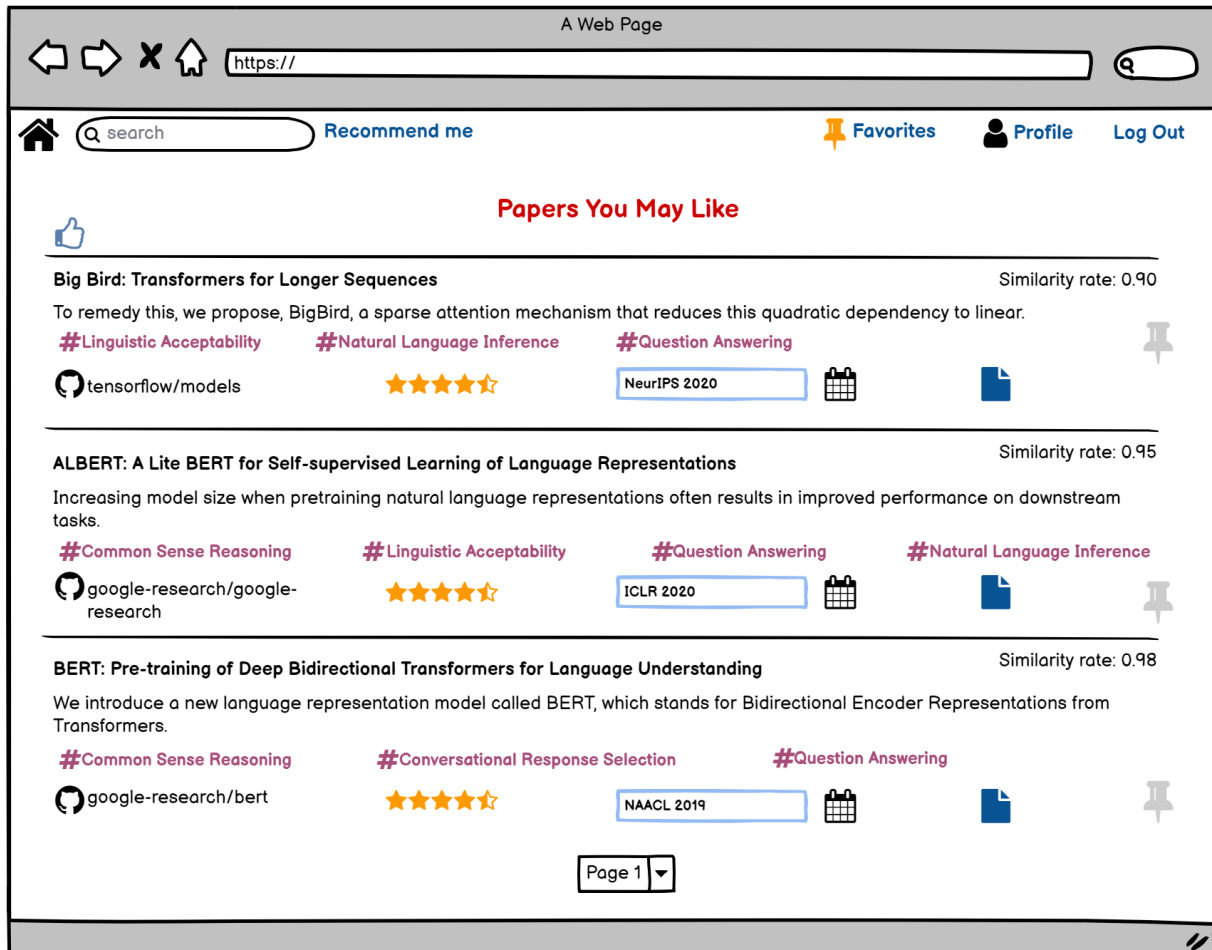 A Web Page
https://
search
Recommend me
Favorites
Profile
Log Out
Papers You May Like
Big Bird: Transformers for Longer Sequences
Similarity rate: 0.90
To remedy this, we propose, BigBird, a sparse attention mechanism that reduces this quadratic dependency to linear.
#Linguistic Acceptability
#Natural Language Inference
#Question Answering
tensorflow/models
NeurIPS 2020
Similarity rate: 0.95
ALBERT: A Lite BERT for Self-supervised Learning of Language Representations
Increasing model size when pretraining natural language representations often results in improved performance on downstream
tasks.
#Common Sense Reasoning
#Linguistic Acceptability
#Question Answering
#Natural Language Inference
google-research/google-
research
ICLR 2020
Similarity rate: 0.98
BERT: Pre-training of Deep Bidirectional Transformers for Language Understanding
We introduce a new language representation model called BERT, which stands for Bidirectional Encoder Representations from
Transformers.
#Common Sense Reasoning
#Conversational Response Selection
#Question Answering
google-research/bert
NAACL 2019
Page 1